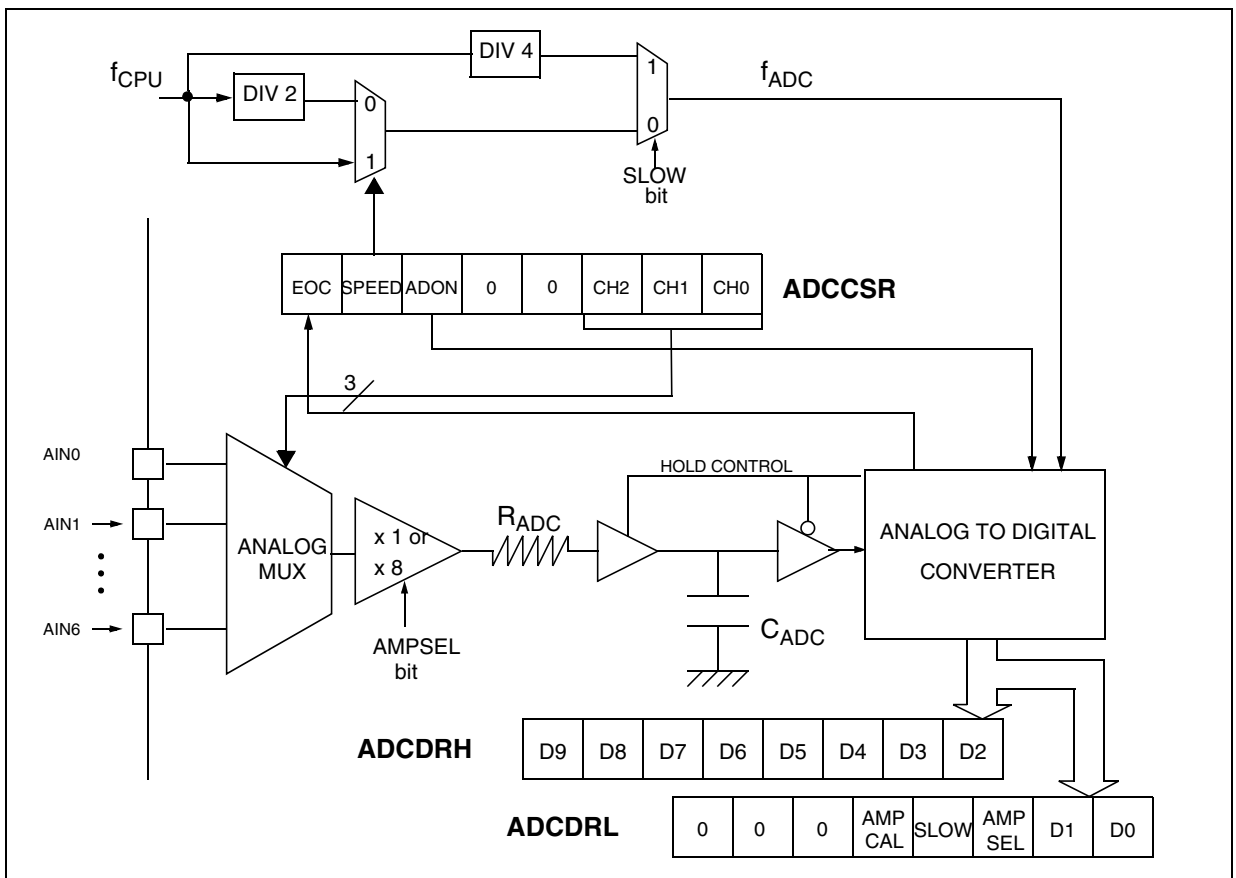 DIV 4
fCPU
DIV 2
0
1
1
0
fADC
SLOW
bit
EOC SPEED ADON 0 0 CH2 CH1 CH0
ADCCSR
3
AIN0
AIN1
AIN6
ANALOG
MUX
x 1 or
x 8
AMPSEL
bit
RADC
HOLD CONTROL
CADC
ANALOG TO DIGITAL
CONVERTER
ADCDRH
D9 D8 D7 D6 D5 D4 D3 D2
ADCDRL
0 0 0 AMP CAL SLOW AMP SEL D1 D0